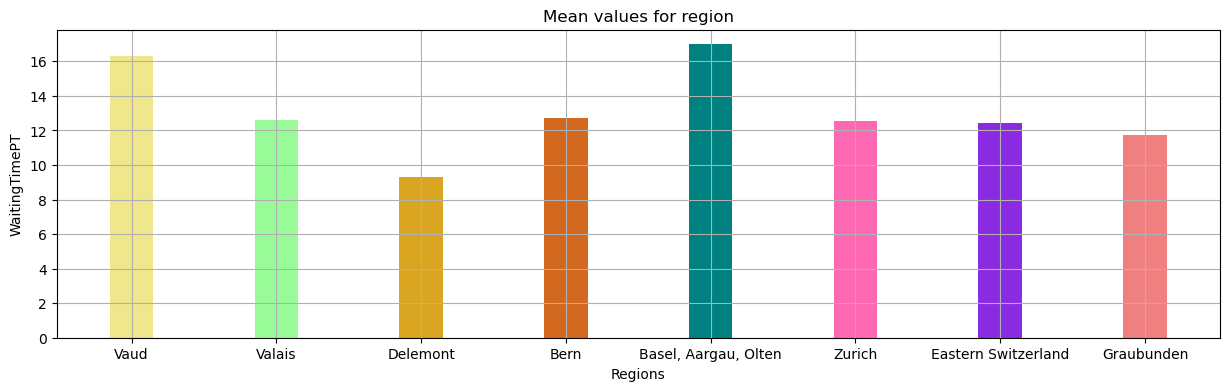 Mean values for region
WaitingTimePT
16
14
12
10
8
6
4
2
0
Vaud Valais Delemont Bern Basel, Aargau, Olten Zurich Eastern Switzerland Graubunden
Regions